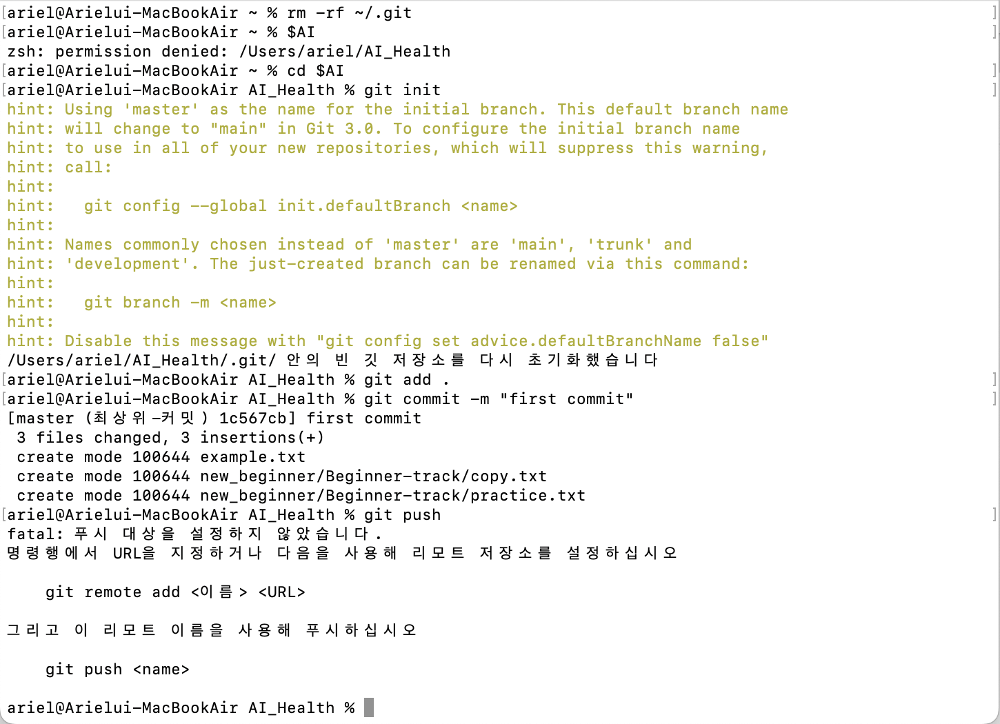 [ariel@Arielui-MacBookAir ~ % rm -rf ~/.git ]
[ariel@Arielui-MacBookAir ~ % $AI ]
zsh: permission denied: /Users/ariel/AI_Health
[ariel@Arielui-MacBookAir ~ % cd $AI ]
[ariel@Arielui-MacBookAir AI_Health % git init ]
hint: Using 'master' as the name for the initial branch. This default branch name
hint: will change to "main" in Git 3.0. To configure the initial branch name
hint: to use in all of your new repositories, which will suppress this warning,
hint: call:
hint:
hint:   git config --global init.defaultBranch <name>
hint:
hint: Names commonly chosen instead of 'master' are 'main', 'trunk' and
hint: 'development'. The just-created branch can be renamed via this command:
hint:
hint:   git branch -m <name>
hint:
hint: Disable this message with "git config set advice.defaultBranchName false"
/Users/ariel/AI_Health/.git/ 안의 빈 깃 저장소를 다시 초기화했습니다
[ariel@Arielui-MacBookAir AI_Health % git add . ]
[ariel@Arielui-MacBookAir AI_Health % git commit -m "first commit" ]
[master (최상위-커밋) 1c567cb] first commit
 3 files changed, 3 insertions(+)
 create mode 100644 example.txt
 create mode 100644 new_beginner/Beginner-track/copy.txt
 create mode 100644 new_beginner/Beginner-track/practice.txt
[ariel@Arielui-MacBookAir AI_Health % git push ]
fatal: 푸시 대상을 설정하지 않았습니다.
명령행에서 URL을 지정하거나 다음을 사용해 리모트 저장소를 설정하십시오
    git remote add <이름> <URL>
그리고 이 리모트 이름을 사용해 푸시하십시오
    git push <name>
ariel@Arielui-MacBookAir AI_Health %